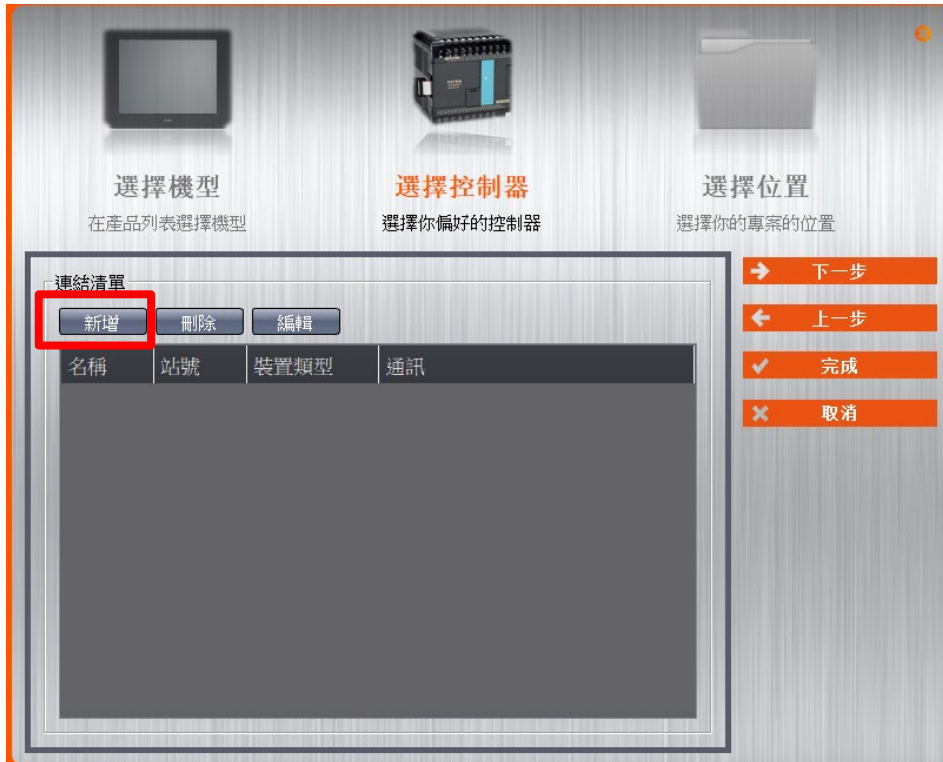 選擇機型
在產品列表選擇機型
選擇控制器
選擇你偏好的控制器
選擇位置
選擇你的專案的位置
連結清單
新增
刪除
編輯
名稱
站號
裝置類型
通訊
下一步
上一步
完成
取消